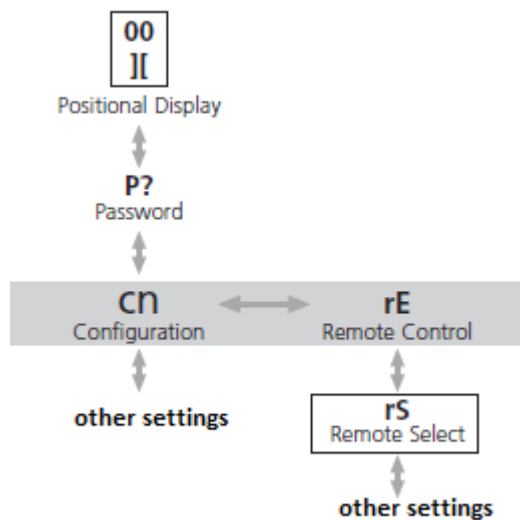 00
][
Positional Display
P?
Password
cn
Configuration
rE
Remote Control
other settings
rS
Remote Select
other settings